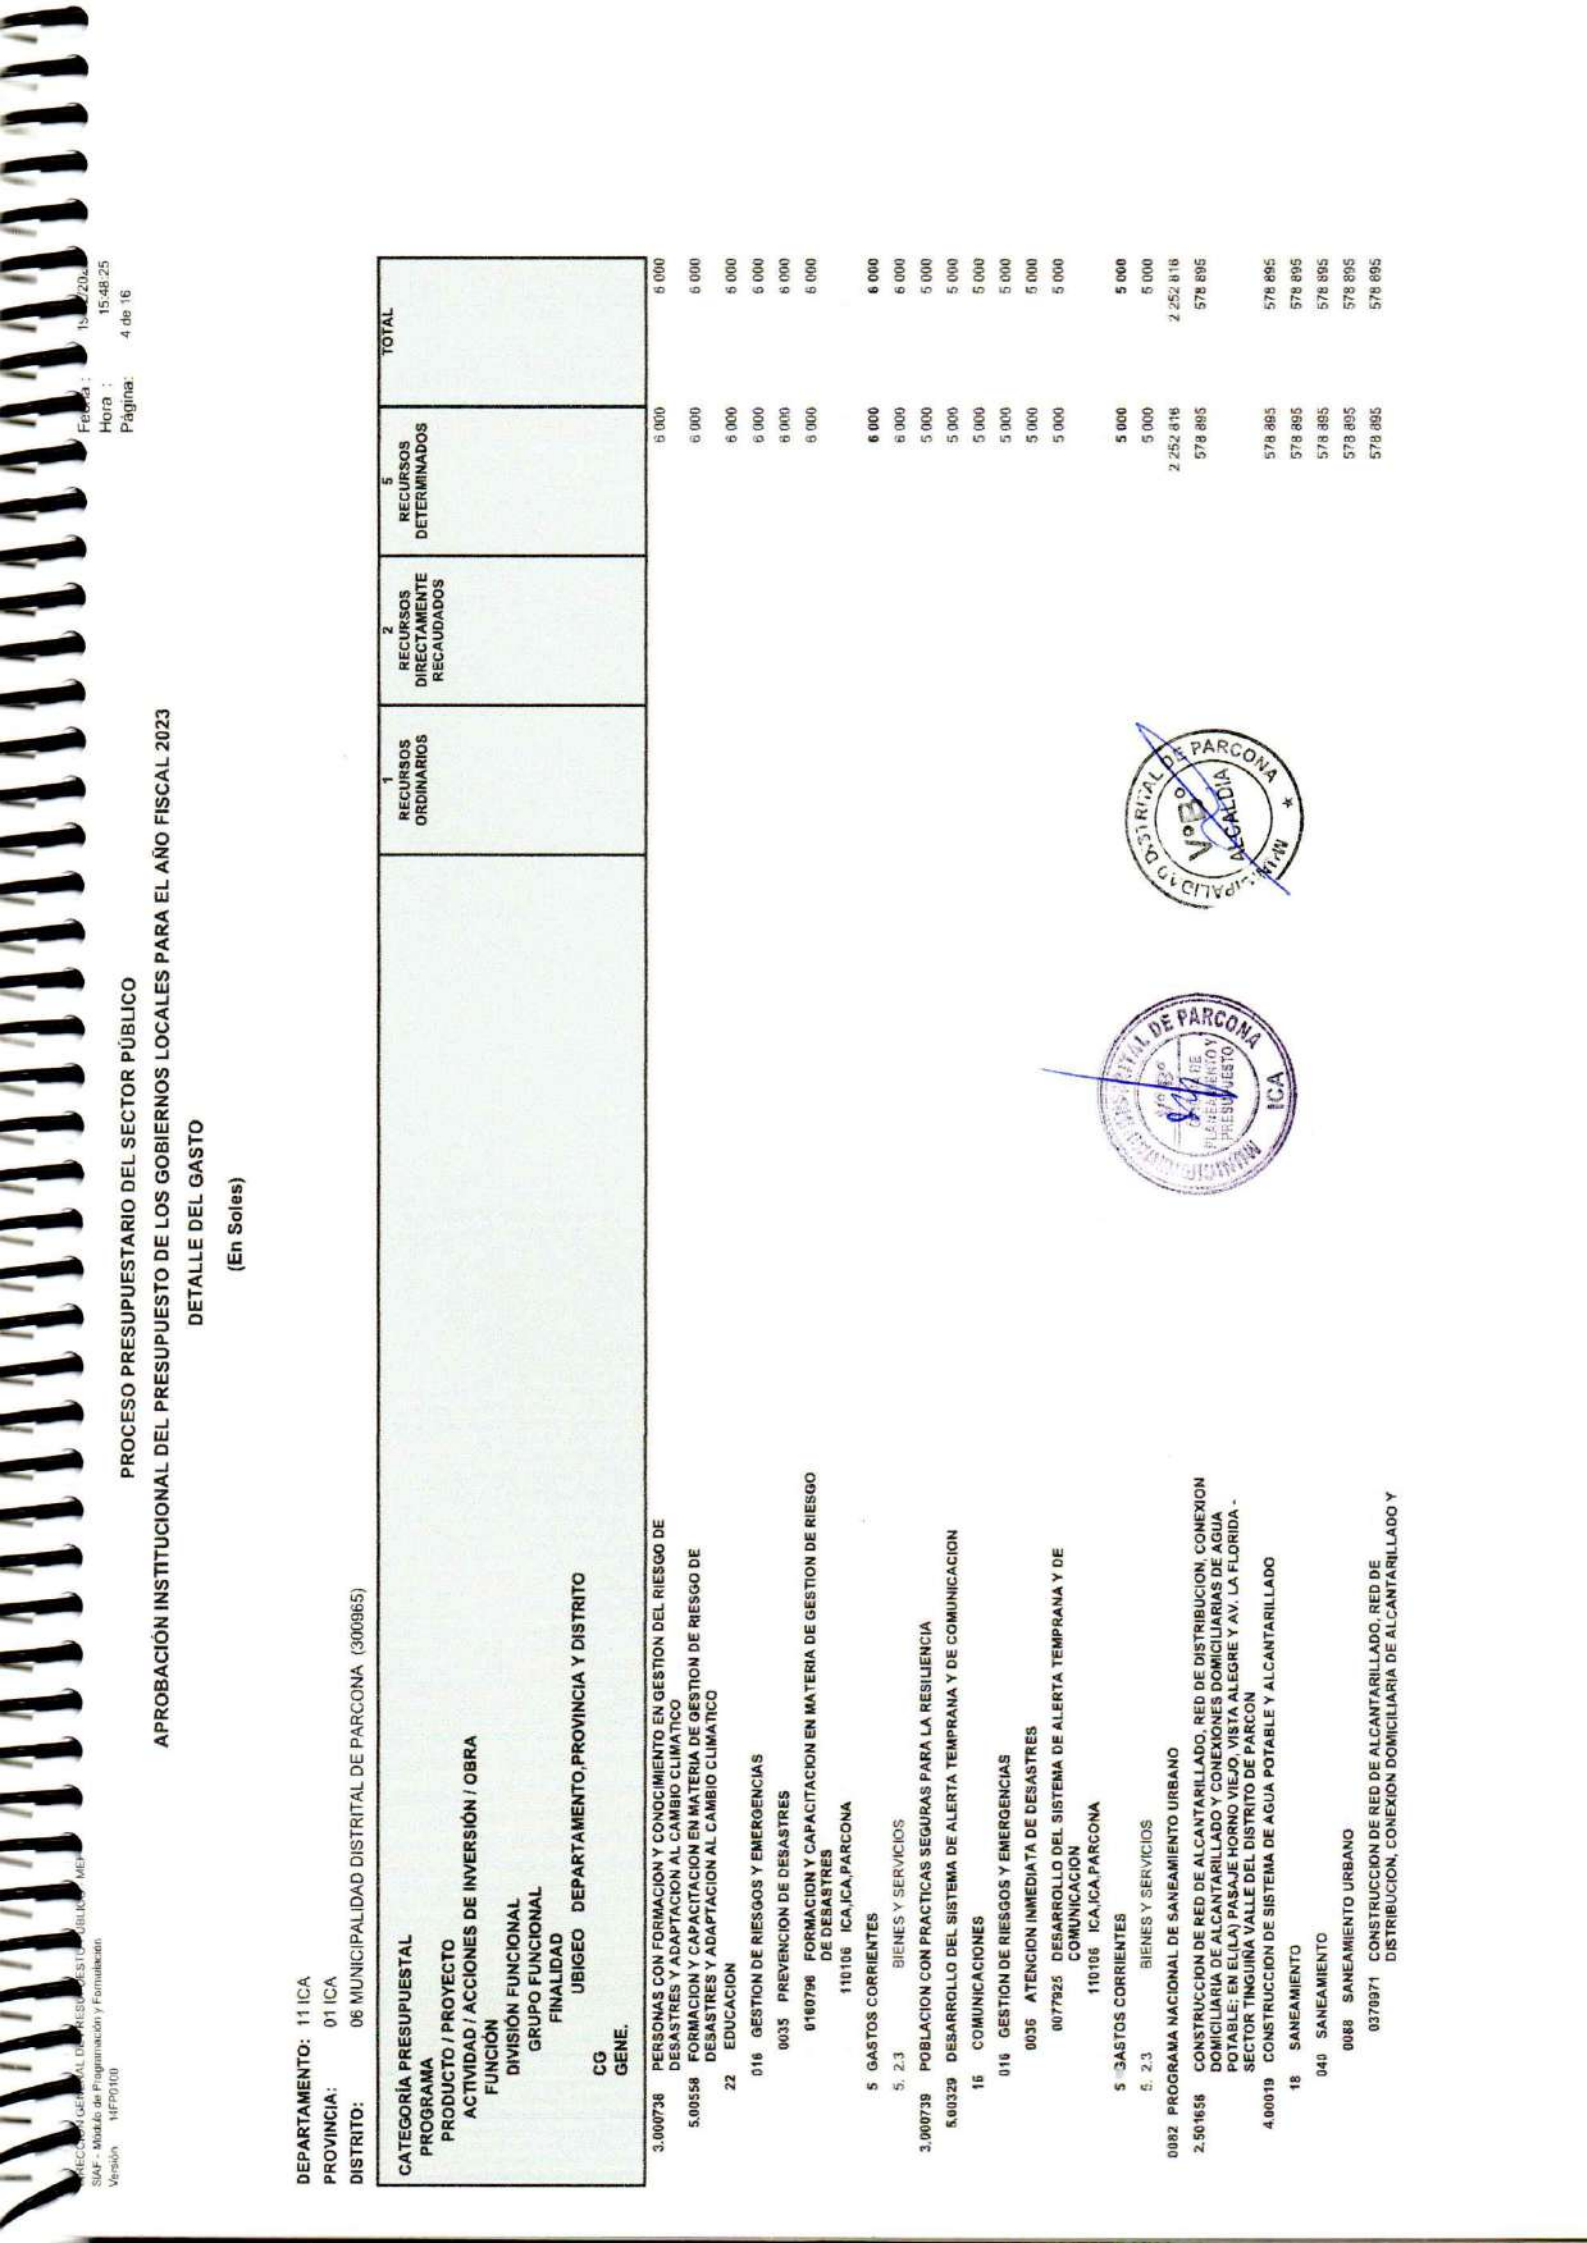 DIRECCIÓN GENERAL DE PRESUPUESTO PÚBLICO - MEF
SIAF - Módulo de Programación y Formulación
Versión 14FP0100
Fecha :
Hora : 15:48:25
Página: 4 de 16
PROCESO PRESUPUESTARIO DEL SECTOR PÚBLICO
APROBACIÓN INSTITUCIONAL DEL PRESUPUESTO DE LOS GOBIERNOS LOCALES PARA EL AÑO FISCAL 2023
DETALLE DEL GASTO
(En Soles)
DEPARTAMENTO: 11 ICA
PROVINCIA: 01 ICA
DISTRITO: 06 MUNICIPALIDAD DISTRITAL DE PARCONA (300965)
CATEGORÍA PRESUPUESTAL
PROGRAMA
PRODUCTO / PROYECTO
ACTIVIDAD / ACCIONES DE INVERSIÓN / OBRA
FUNCIÓN
DIVISIÓN FUNCIONAL
GRUPO FUNCIONAL
FINALIDAD
UBIGEO DEPARTAMENTO,PROVINCIA Y DISTRITO
CG
GENE.
1
RECURSOS
ORDINARIOS
2
RECURSOS
DIRECTAMENTE
RECAUDADOS
5
RECURSOS
DETERMINADOS
TOTAL
3.000736 PERSONAS CON FORMACION Y CONOCIMIENTO EN GESTION DEL RIESGO DE 6 000 6 000
DESASTRES Y ADAPTACION AL CAMBIO CLIMATICO
5.00558 FORMACION Y CAPACITACION EN MATERIA DE GESTION DE RIESGO DE 6 000 6 000
DESASTRES Y ADAPTACION AL CAMBIO CLIMATICO
22 EDUCACION 6 000 6 000
016 GESTION DE RIESGOS Y EMERGENCIAS 6 000 6 000
0035 PREVENCION DE DESASTRES 6 000 6 000
0160796 FORMACION Y CAPACITACION EN MATERIA DE GESTION DE RIESGO 6 000 6 000
DE DESASTRES
110106 ICA,ICA,PARCONA
5 GASTOS CORRIENTES 6 000 6 000
5. 2.3 BIENES Y SERVICIOS 6 000 6 000
3.000739 POBLACION CON PRACTICAS SEGURAS PARA LA RESILIENCIA 5 000 5 000
5.00329 DESARROLLO DEL SISTEMA DE ALERTA TEMPRANA Y DE COMUNICACION 5 000 5 000
16 COMUNICACIONES 5 000 5 000
016 GESTION DE RIESGOS Y EMERGENCIAS 5 000 5 000
0036 ATENCION INMEDIATA DE DESASTRES 5 000 5 000
0077925 DESARROLLO DEL SISTEMA DE ALERTA TEMPRANA Y DE 5 000 5 000
COMUNICACION
110106 ICA,ICA,PARCONA
5 GASTOS CORRIENTES 5 000 5 000
5. 2.3 BIENES Y SERVICIOS 5 000 5 000
0082 PROGRAMA NACIONAL DE SANEAMIENTO URBANO 2 252 816 2 252 816
2.501658 CONSTRUCCION DE RED DE ALCANTARILLADO, RED DE DISTRIBUCION, CONEXION 578 895 578 895
DOMICILIARIA DE ALCANTARILLADO Y CONEXIONES DOMICILIARIAS DE AGUA
POTABLE; EN EL(LA) PASAJE HORNO VIEJO, VISTA ALEGRE Y AV. LA FLORIDA -
SECTOR TINGUIÑA VALLE DEL DISTRITO DE PARCON
4.00019 CONSTRUCCION DE SISTEMA DE AGUA POTABLE Y ALCANTARILLADO 578 895 578 895
18 SANEAMIENTO 578 895 578 895
040 SANEAMIENTO 578 895 578 895
0088 SANEAMIENTO URBANO 578 895 578 895
0370971 CONSTRUCCION DE RED DE ALCANTARILLADO, RED DE 578 895 578 895
DISTRIBUCION, CONEXION DOMICILIARIA DE ALCANTARILLADO Y
MUNICIPALIDAD DISTRITAL DE PARCONA
VºBº
PLANEAMIENTO Y
PRESUPUESTO
ICA
MUNICIPALIDAD DISTRITAL DE PARCONA
VºBº
ALCALDIA